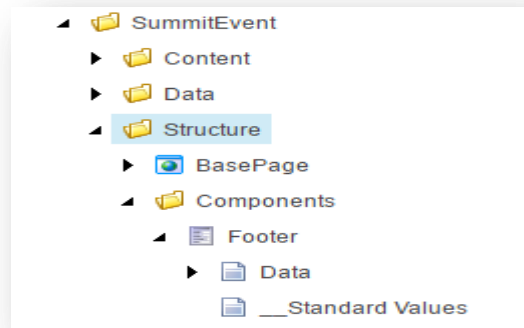 SummitEvent
Content
Data
Structure
BasePage
Components
Footer
Data
__Standard Values